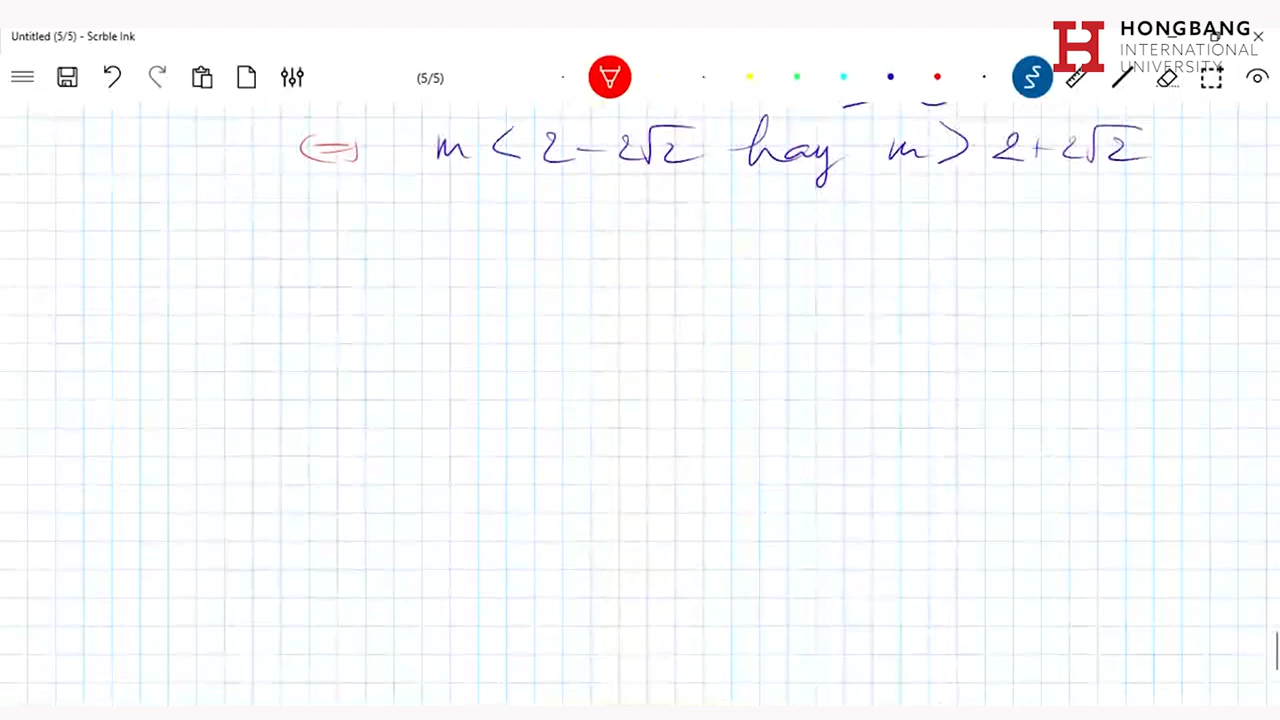 HONGBANG
INTERNATIONAL
UNIVERSITY
Untitled (5/5) - Scrble Ink
(5/5)
⇔ m < 2 - 2√2 hay m > 2 + 2√2